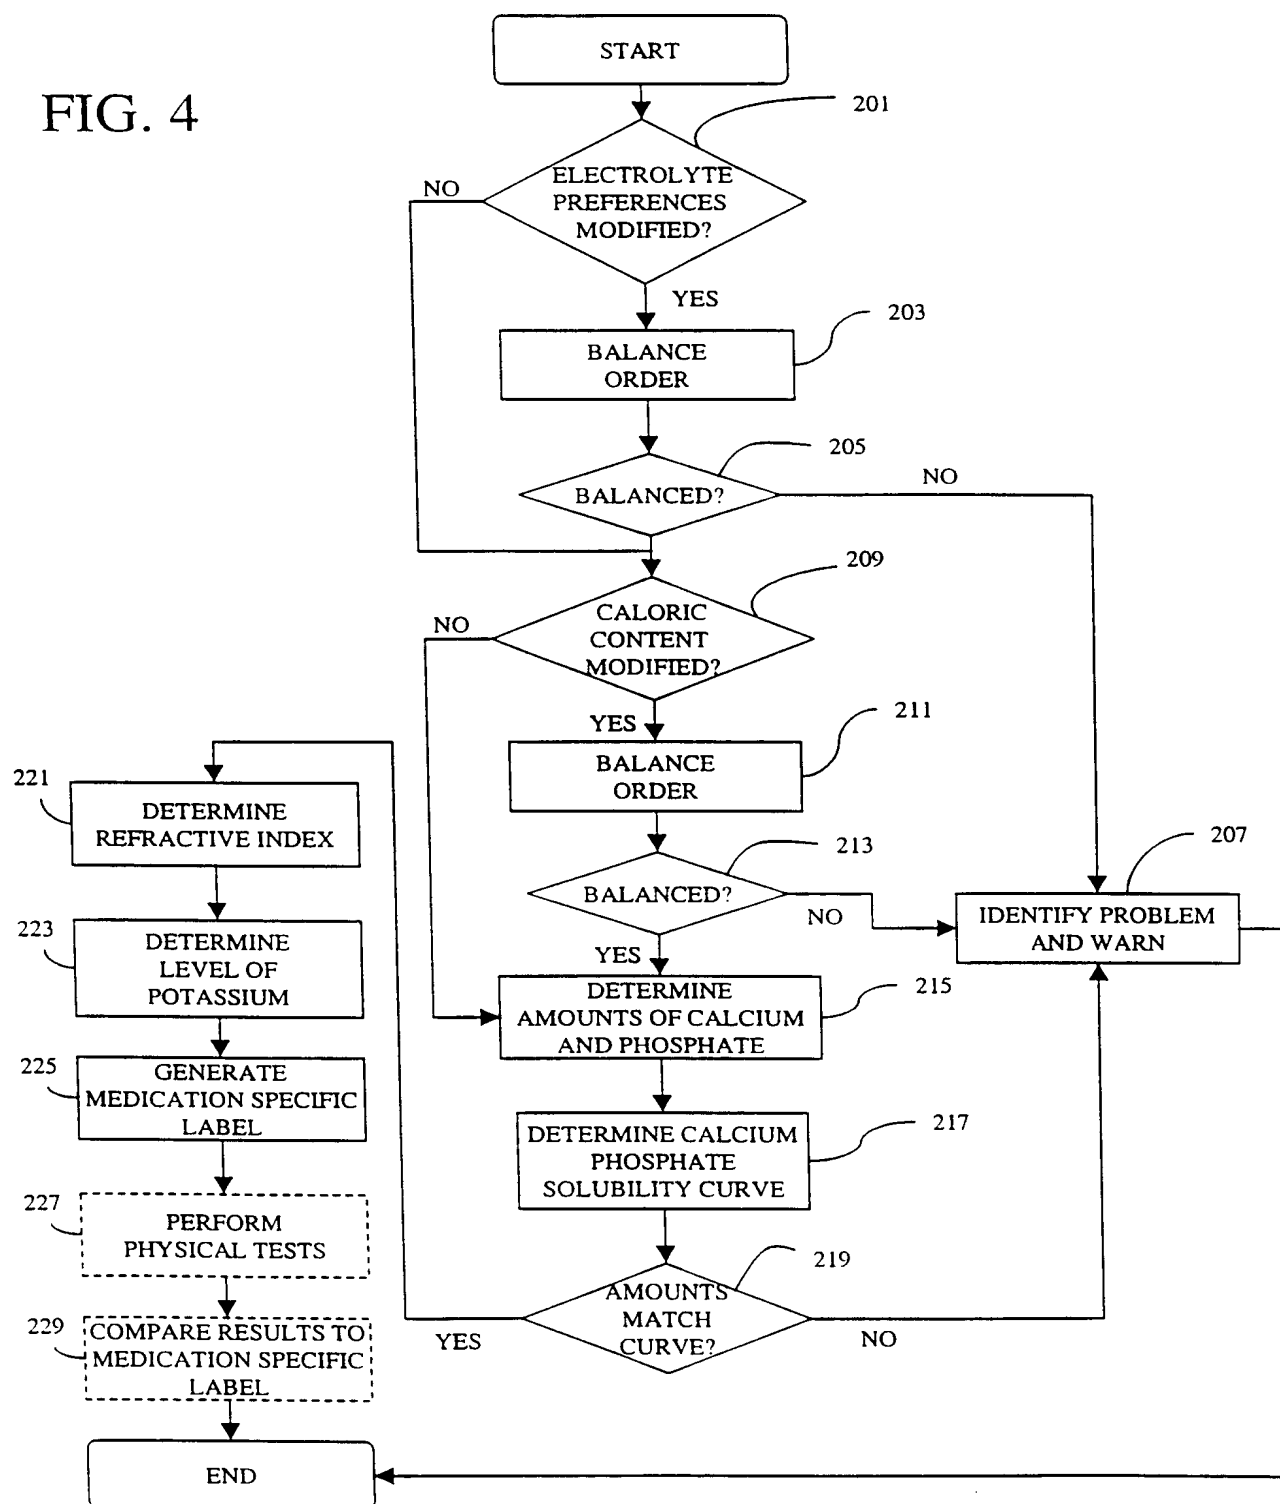 FIG. 4
START
201
ELECTROLYTE
PREFERENCES
MODIFIED?
NO
YES
203
BALANCE
ORDER
205
BALANCED?
NO
209
CALORIC
CONTENT
MODIFIED?
NO
YES
211
BALANCE
ORDER
213
BALANCED?
NO
YES
207
IDENTIFY PROBLEM
AND WARN
215
DETERMINE
AMOUNTS OF CALCIUM
AND PHOSPHATE
217
DETERMINE CALCIUM
PHOSPHATE
SOLUBILITY CURVE
219
AMOUNTS
MATCH
CURVE?
YES
NO
221
DETERMINE
REFRACTIVE INDEX
223
DETERMINE
LEVEL OF
POTASSIUM
225
GENERATE
MEDICATION SPECIFIC
LABEL
227
PERFORM
PHYSICAL TESTS
229
COMPARE RESULTS TO
MEDICATION SPECIFIC
LABEL
END